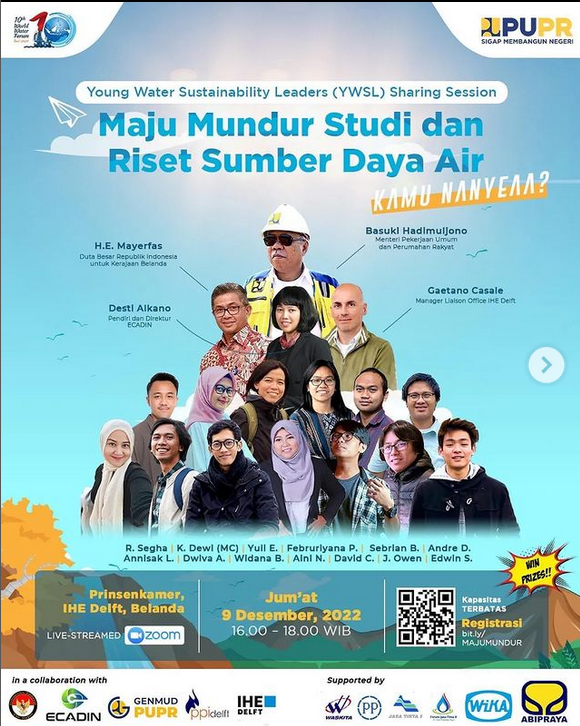 10th
World
Water
Forum
PUPR
SIGAP MEMBANGUN NEGERI
Young Water Sustainability Leaders (YWSL) Sharing Session
Maju Mundur Studi dan
Riset Sumber Daya Air
KAMU NANYEAA?
Basuki Hadimuljono
Menteri Pekerjaan Umum
dan Perumahan Rakyat
H.E. Mayerfas
Duta Besar Republik Indonesia
untuk Kerajaan Belanda
Gaetano Casale
Manager Liaison Office IHE Delft
Desti Alkano
Pendiri dan Direktur
ECADIN
R. Segha | K. Dewi (MC) | Yuli E. | Februriyana P. | Sebrian B. | Andre D.
Annisak L. | Dwiva A. | Widana B. | Aini N. | David C. | J. Owen | Edwin S.
WIN
PRIZES!!
Prinsenkamer,
IHE Delft, Belanda
LIVE-STREAMED zoom
Jum'at
9 Desember, 2022
16.00 - 18.00 WIB
Kapasitas
TERBATAS
Registrasi
bit.ly/
MAJUMUNDUR
in a collaboration with
ECADIN
GENMUD
PUPR
ppidelft
IHE
DELFT
Supported by
WASKITA
PP
JASA TIRTA I
WIKA
ABIPRAYA